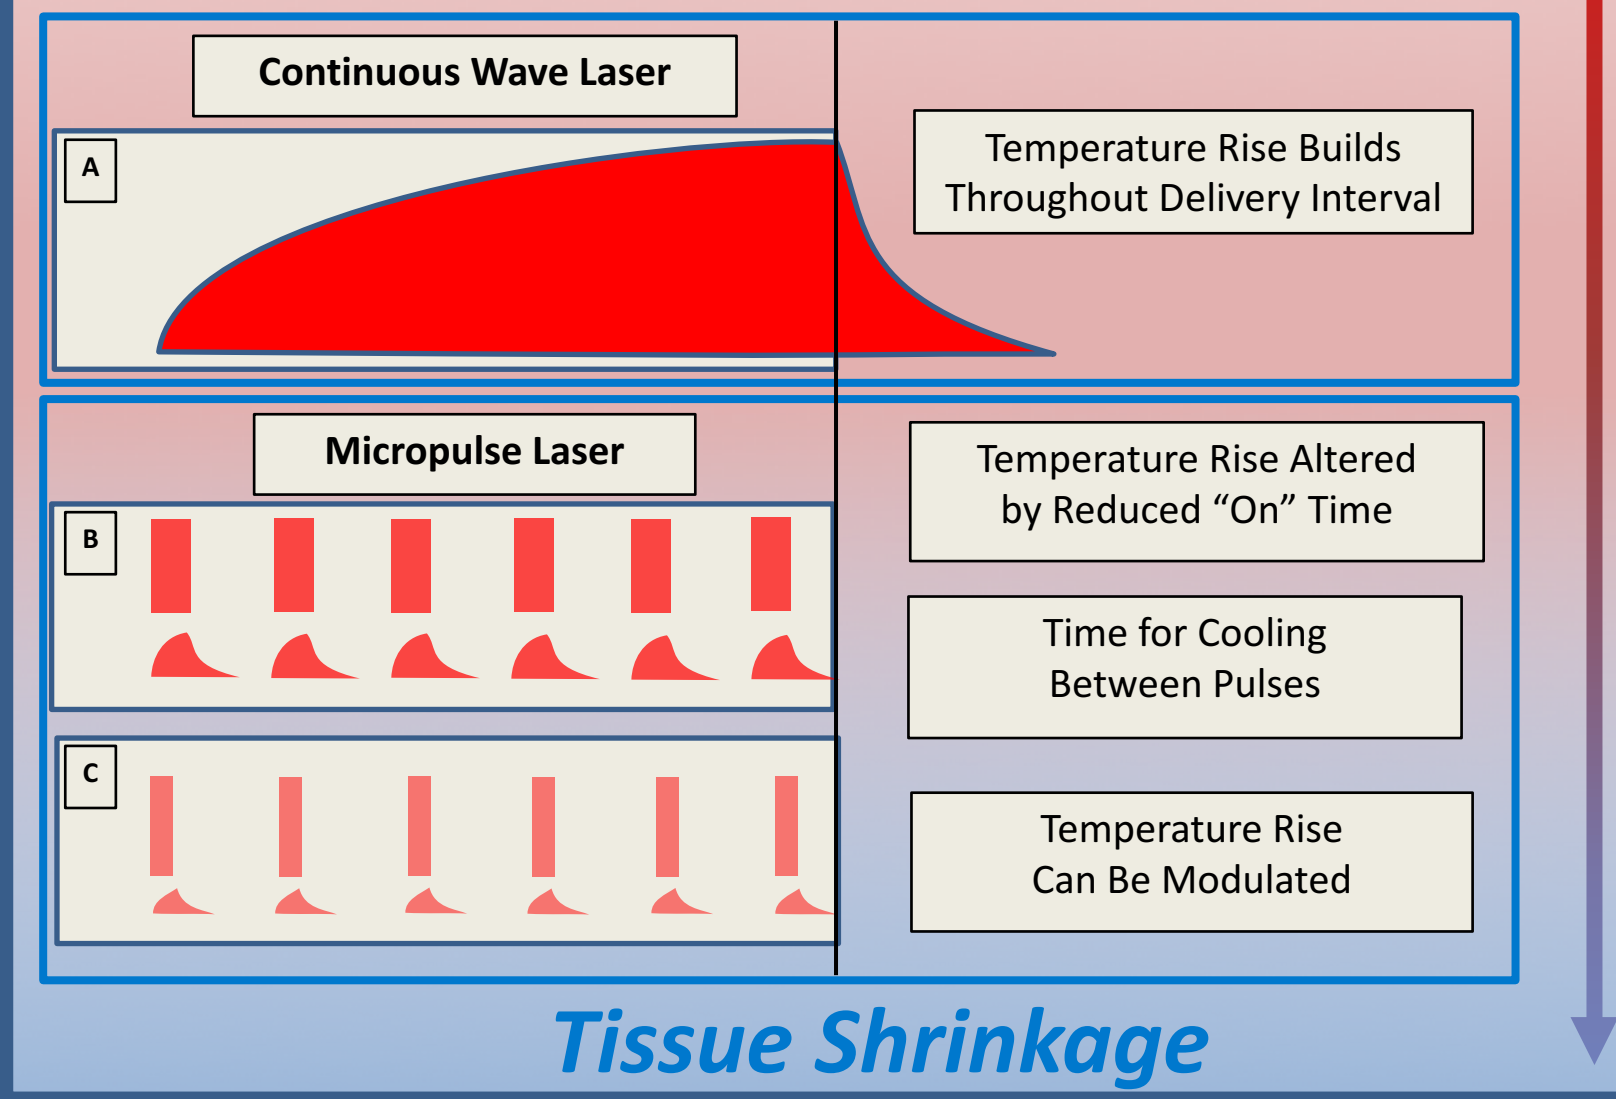 Continuous Wave Laser
A
Temperature Rise Builds
Throughout Delivery Interval
Micropulse Laser
B
Temperature Rise Altered
by Reduced “On” Time
Time for Cooling
Between Pulses
C
Temperature Rise
Can Be Modulated
Tissue Shrinkage